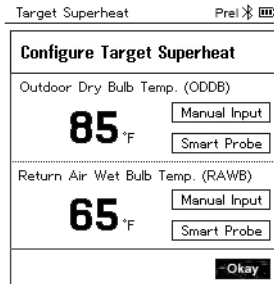 Target Superheat Prel
Configure Target Superheat
Outdoor Dry Bulb Temp. (ODDB)
85 °F
Manual Input
Smart Probe
Return Air Wet Bulb Temp. (RAWB)
65 °F
Manual Input
Smart Probe
Okay